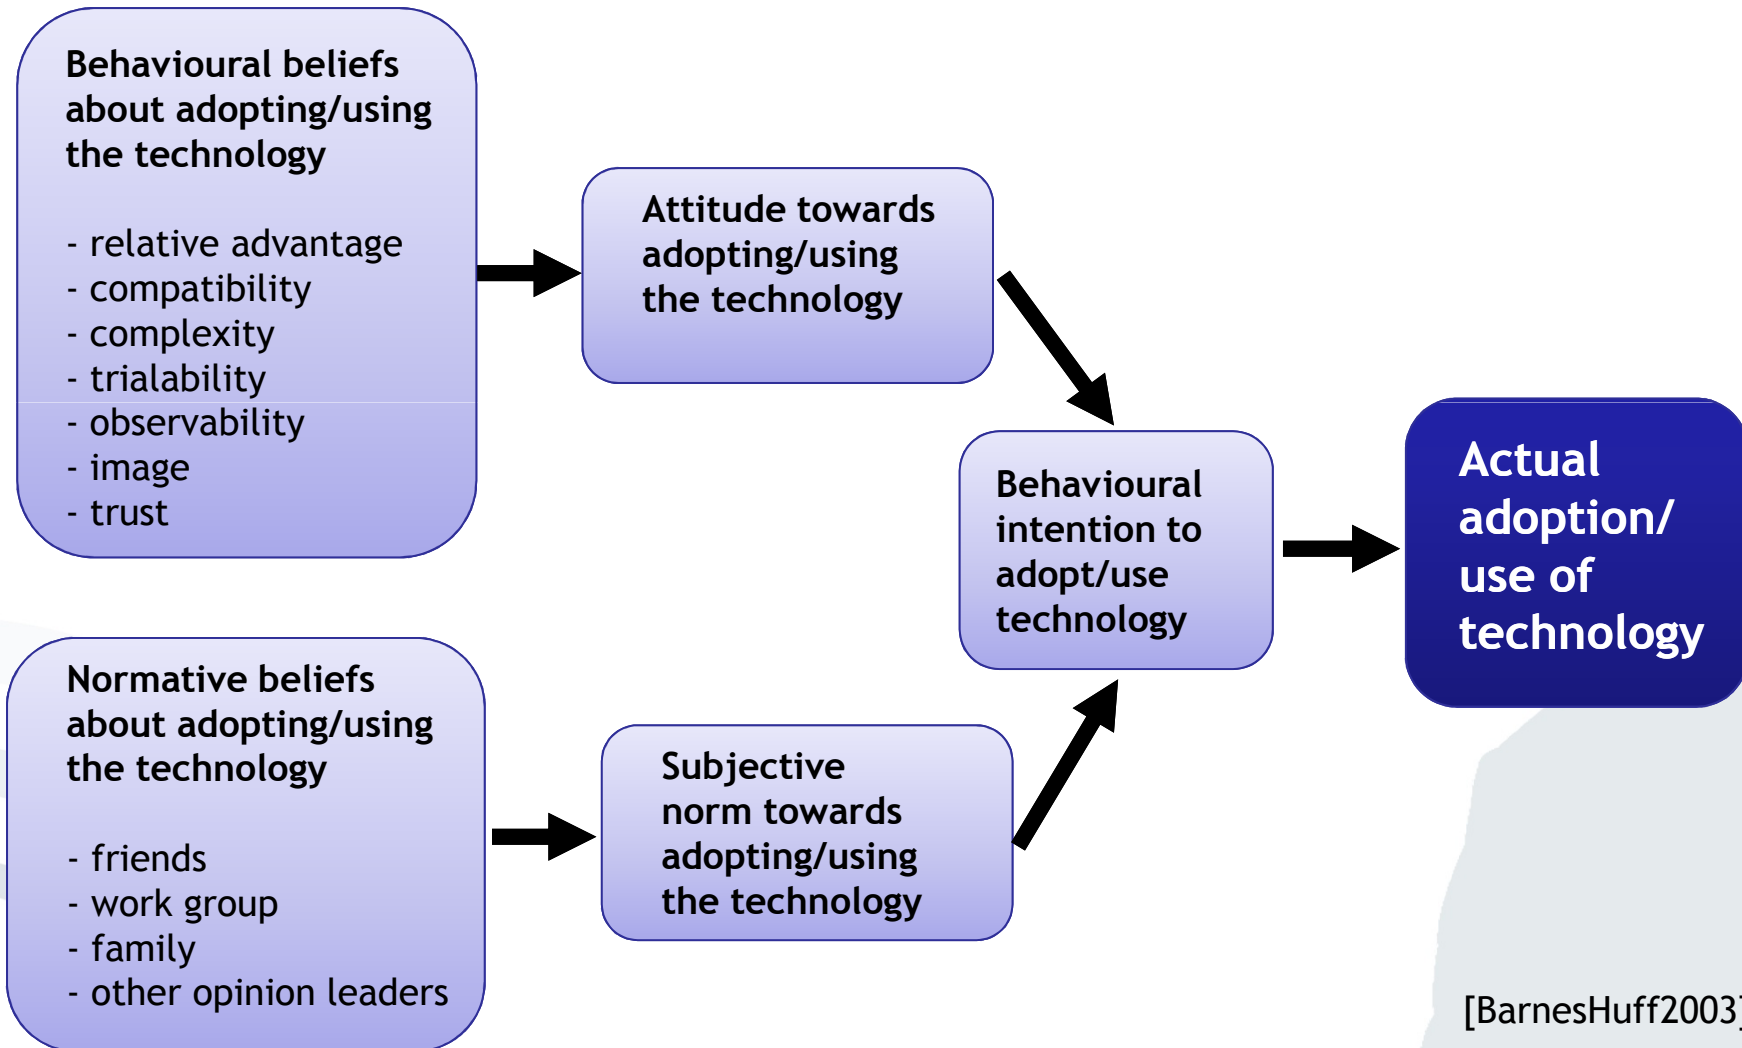 Behavioural beliefs
about adopting/using
the technology
- relative advantage
- compatibility
- complexity
- trialability
- observability
- image
- trust
Attitude towards
adopting/using
the technology
Normative beliefs
about adopting/using
the technology
- friends
- work group
- family
- other opinion leaders
Subjective
norm towards
adopting/using
the technology
Behavioural
intention to
adopt/use
technology
Actual
adoption/
use of
technology
[BarnesHuff2003]